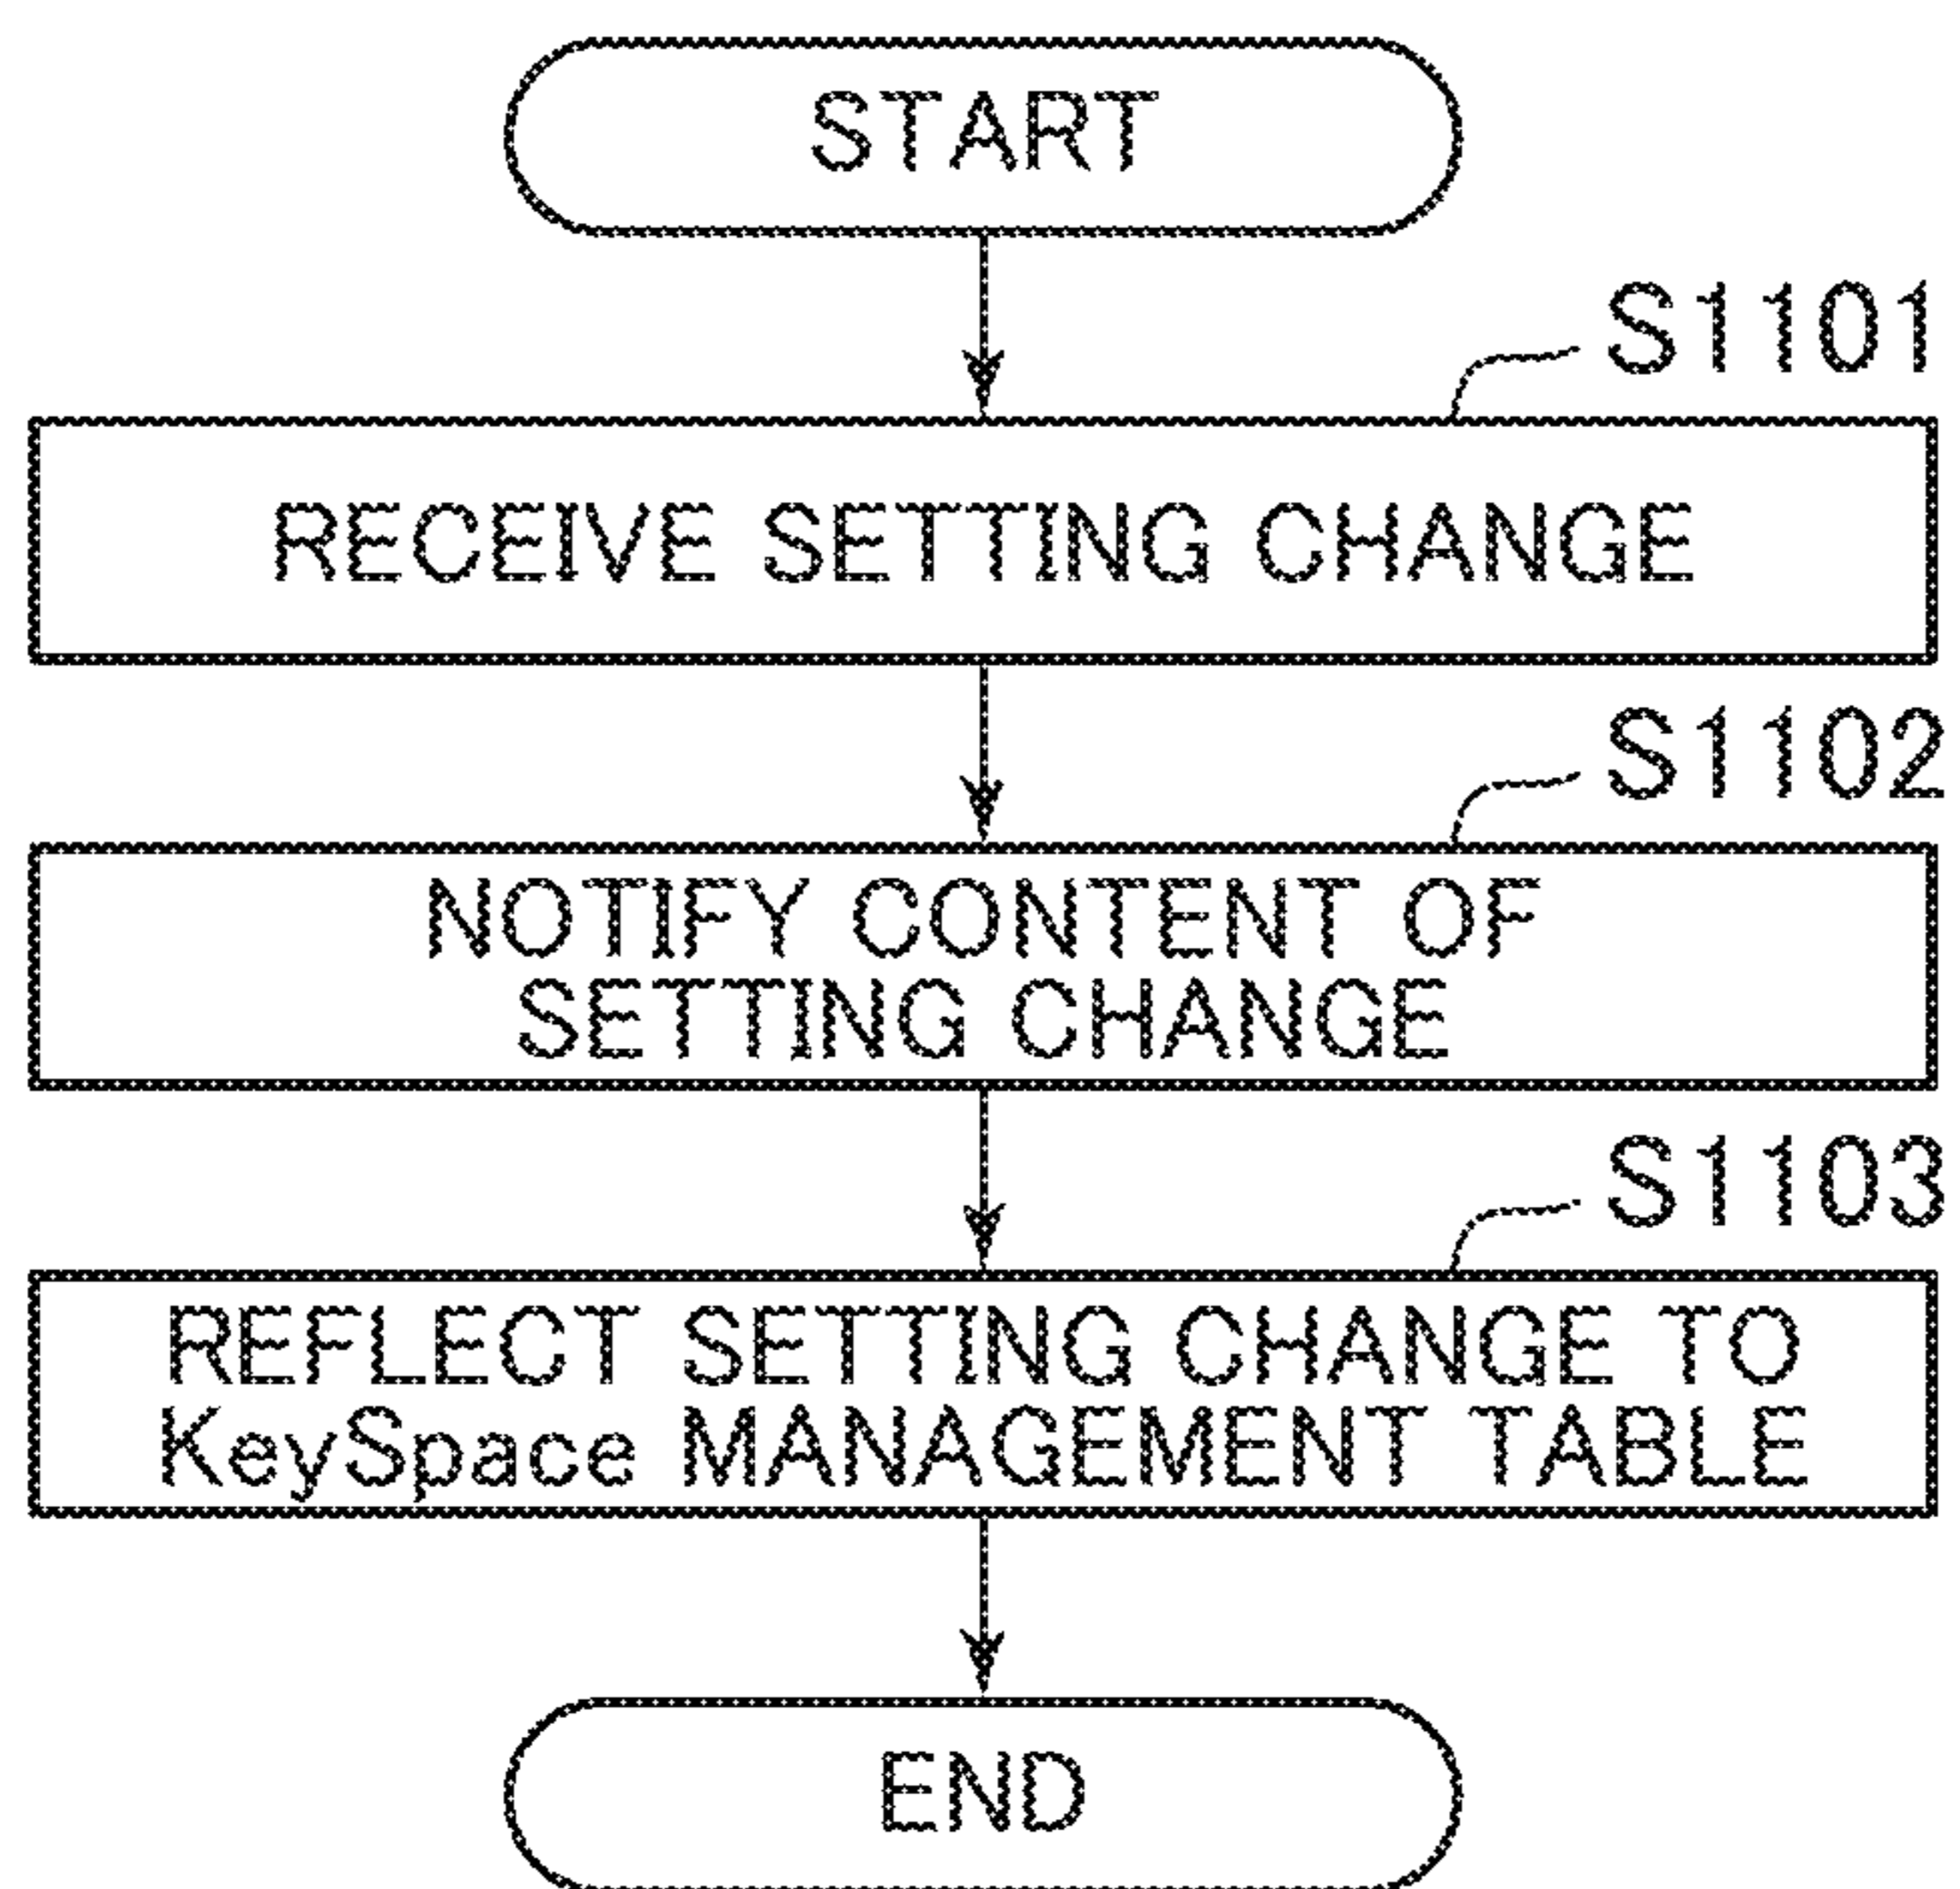 START
S1101
RECEIVE SETTING CHANGE
S1102
NOTIFY CONTENT OF
SETTING CHANGE
S1103
REFLECT SETTING CHANGE TO
KeySpace MANAGEMENT TABLE
END